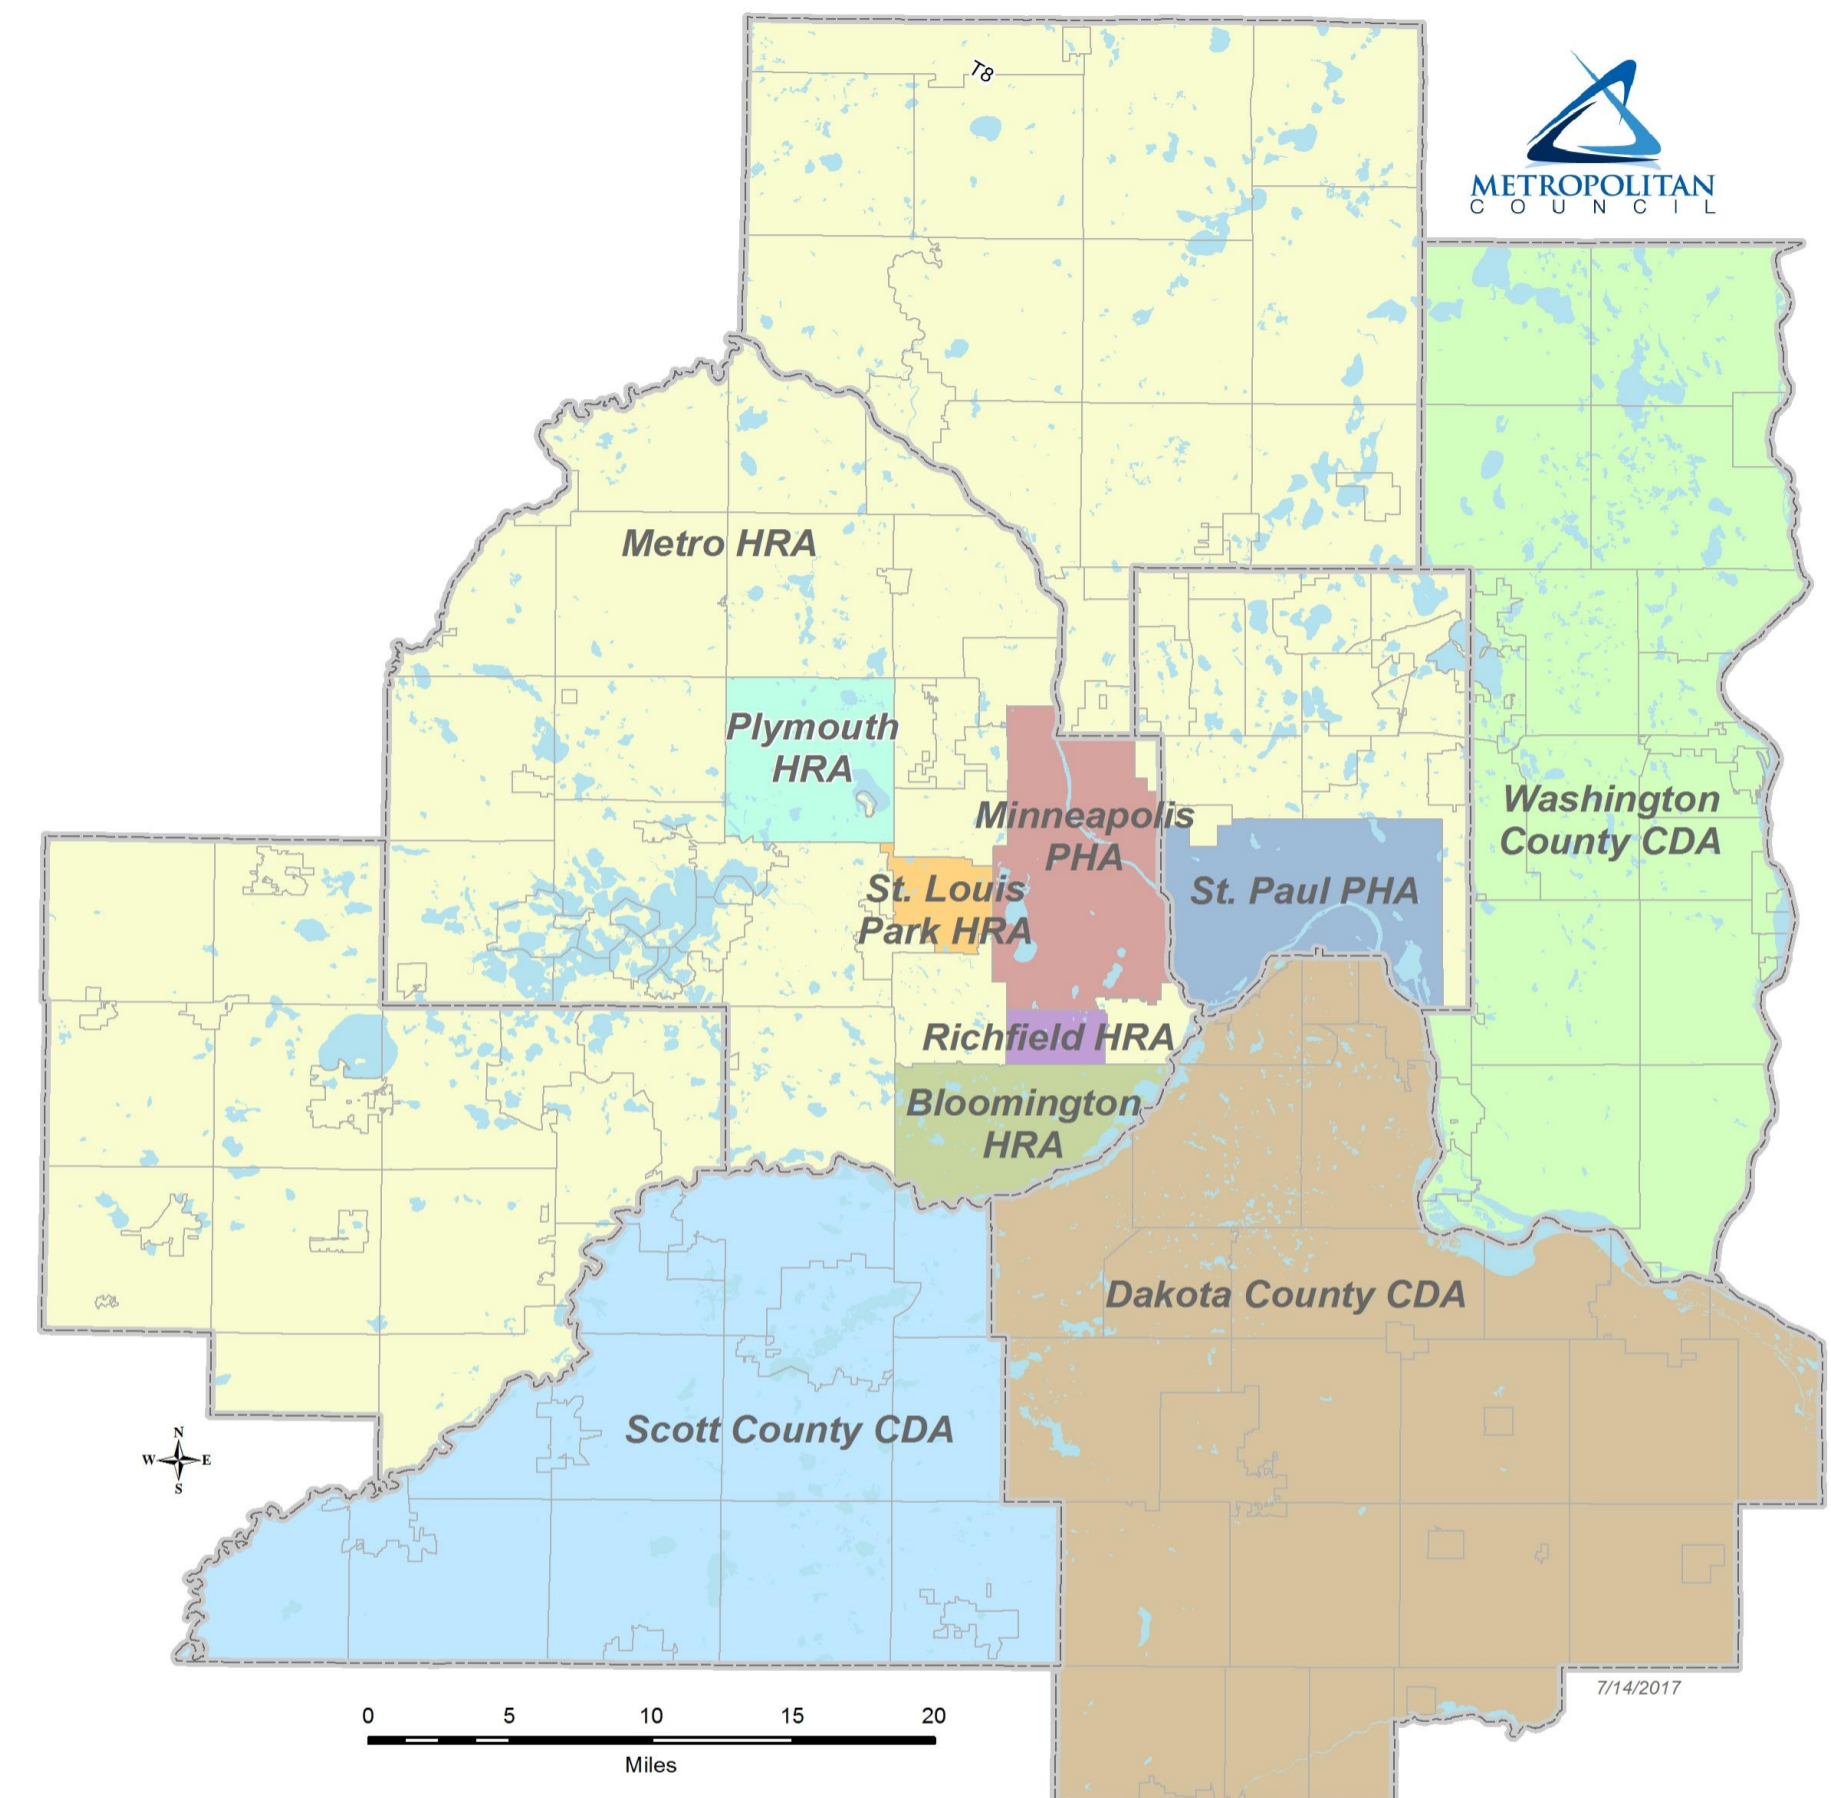 T8
METROPOLITAN
COUNCIL
Metro HRA
Plymouth
HRA
Minneapolis
PHA
Washington
County CDA
St. Louis
Park HRA
St. Paul PHA
Richfield HRA
Bloomington
HRA
Dakota County CDA
Scott County CDA
N
W E
S
7/14/2017
0 5 10 15 20
Miles